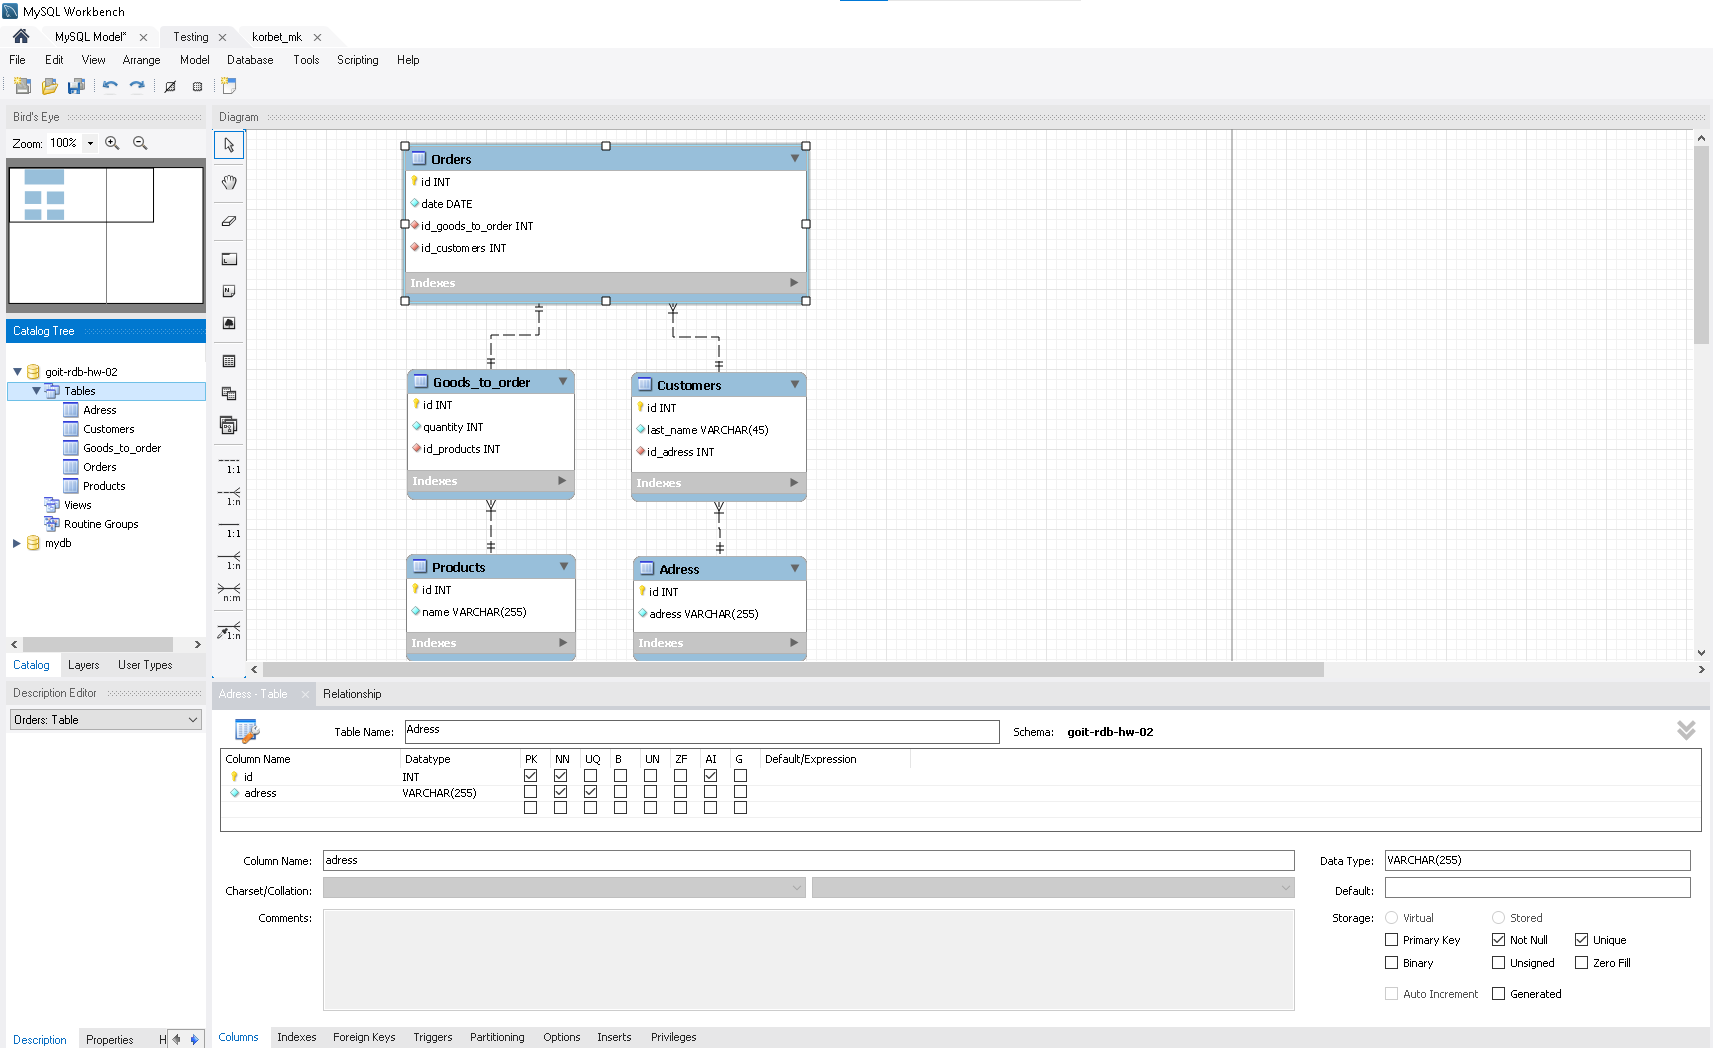 MySQL Workbench
MySQL Model* Testing korbet_mk
File Edit View Arrange Model Database Tools Scripting Help
Bird's Eye
Zoom: 100%
Catalog Tree
goit-rdb-hw-02
Tables
Adress
Customers
Goods_to_order
Orders
Products
Views
Routine Groups
mydb
Catalog Layers User Types
Description Editor
Orders: Table
Description Properties H
Diagram
1:1
1:n
1:1
1:n
n:m
1:n
Orders
id INT
date DATE
id_goods_to_order INT
id_customers INT
Indexes
Goods_to_order
id INT
quantity INT
id_products INT
Indexes
Customers
id INT
last_name VARCHAR(45)
id_adress INT
Indexes
Products
id INT
name VARCHAR(255)
Indexes
Adress
id INT
adress VARCHAR(255)
Indexes
Adress - Table Relationship
Table Name: Adress Schema: goit-rdb-hw-02
Column Name Datatype PK NN UQ B UN ZF AI G Default/Expression
id INT
adress VARCHAR(255)
Column Name: adress Data Type: VARCHAR(255)
Charset/Collation: Default:
Comments: Storage: Virtual Stored
Primary Key Not Null Unique
Binary Unsigned Zero Fill
Auto Increment Generated
Columns Indexes Foreign Keys Triggers Partitioning Options Inserts Privileges